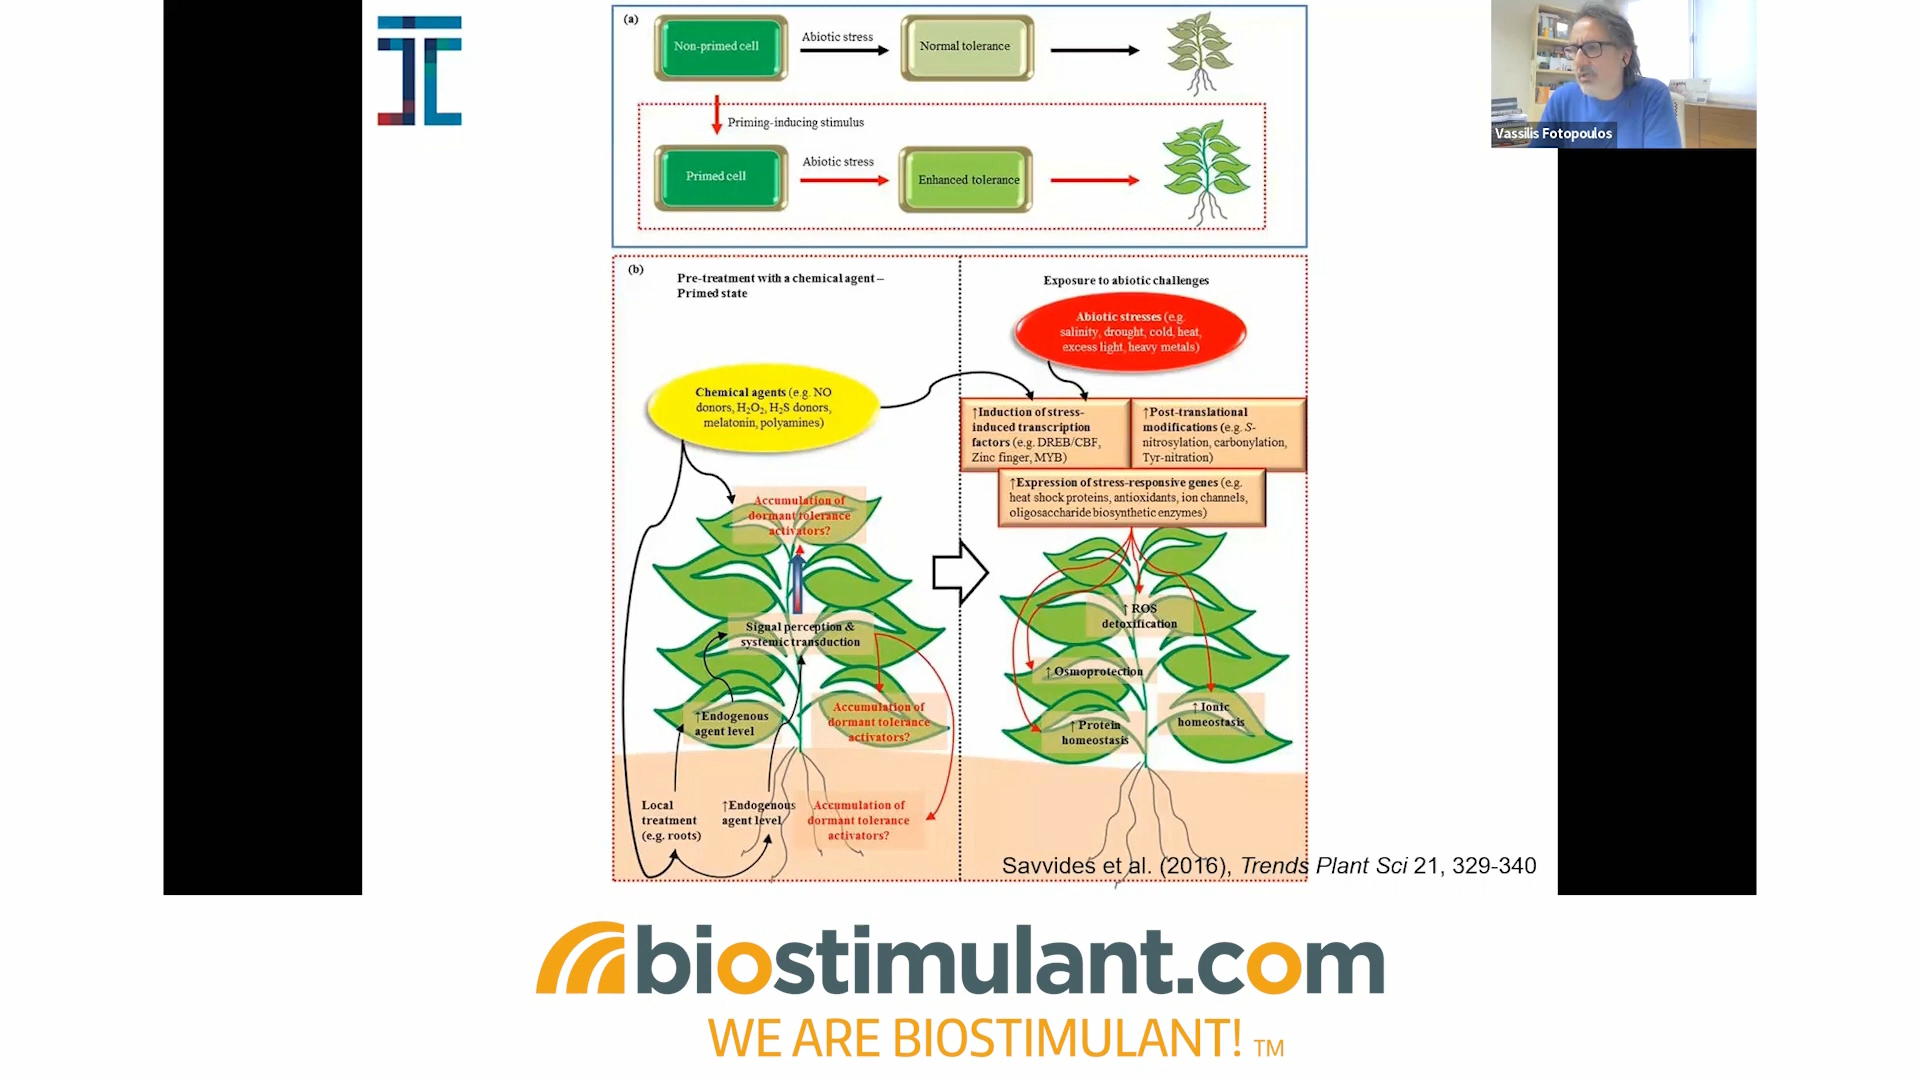 (a)
Non-primed cell
Abiotic stress
Normal tolerance
Priming-inducing stimulus
Primed cell
Abiotic stress
Enhanced tolerance
Vassilis Fotopoulos
(b)
Pre-treatment with a chemical agent –
Primed state
Exposure to abiotic challenges
Abiotic stresses (e.g.
salinity, drought, cold, heat,
excess light, heavy metals)
Chemical agents (e.g. NO
donors, H₂O₂, H₂S donors,
melatonin, polyamines)
↑Induction of stress-
induced transcription
factors (e.g. DREB/CBF,
Zinc finger, MYB)
↑Post-translational
modifications (e.g. S-
nitrosylation, carbonylation,
Tyr-nitration)
↑Expression of stress-responsive genes (e.g.
heat shock proteins, antioxidants, ion channels,
oligosaccharide biosynthetic enzymes)
Accumulation of
dormant tolerance
activators?
Signal perception &
systemic transduction
↑Endogenous
agent level
Accumulation of
dormant tolerance
activators?
Local
treatment
(e.g. roots)
↑Endogenous
agent level
Accumulation of
dormant tolerance
activators?
↑ ROS
detoxification
↑Osmoprotection
↑Protein
homeostasis
↑Ionic
homeostasis
Savvides et al. (2016), Trends Plant Sci 21, 329-340
biostimulant.com
WE ARE BIOSTIMULANT! TM